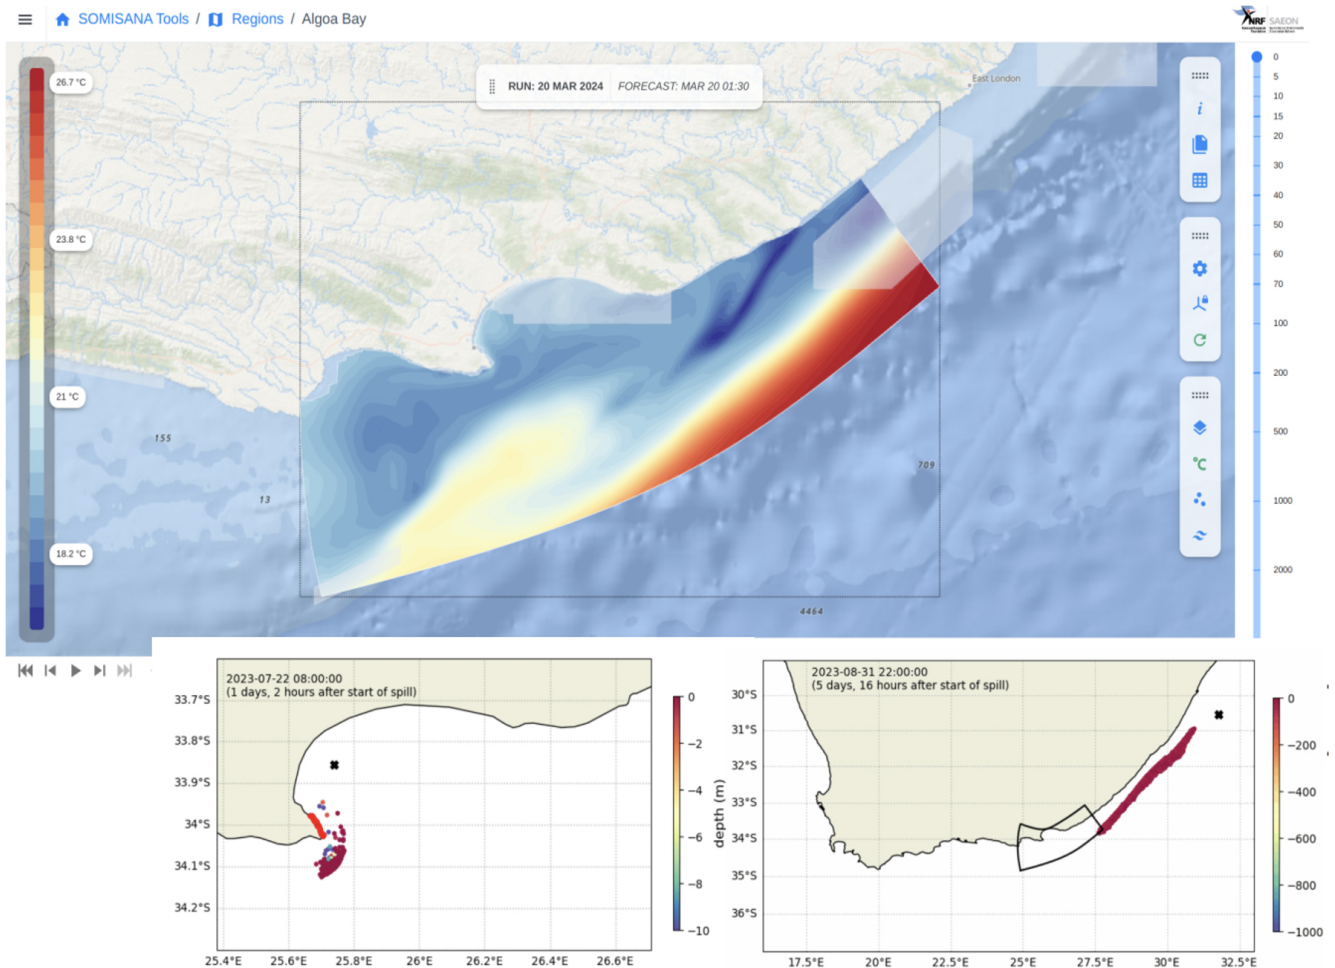 SOMISANA Tools / Regions / Algoa Bay
NRF SAEON
RUN: 20 MAR 2024 FORECAST: MAR 20 01:30
East London
26.7 °C
23.8 °C
21 °C
18.2 °C
155
13
709
4464
i
°C
0
5
10
15
20
30
40
50
60
70
100
200
500
1000
2000
2023-07-22 08:00:00
(1 days, 2 hours after start of spill)
33.7°S
33.8°S
33.9°S
34°S
34.1°S
34.2°S
25.4°E 25.6°E 25.8°E 26°E 26.2°E 26.4°E 26.6°E
0
−2
−4
−6
−8
−10
depth (m)
2023-08-31 22:00:00
(5 days, 16 hours after start of spill)
30°S
31°S
32°S
33°S
34°S
35°S
36°S
17.5°E 20°E 22.5°E 25°E 27.5°E 30°E 32.5°E
0
−200
−400
−600
−800
−1000